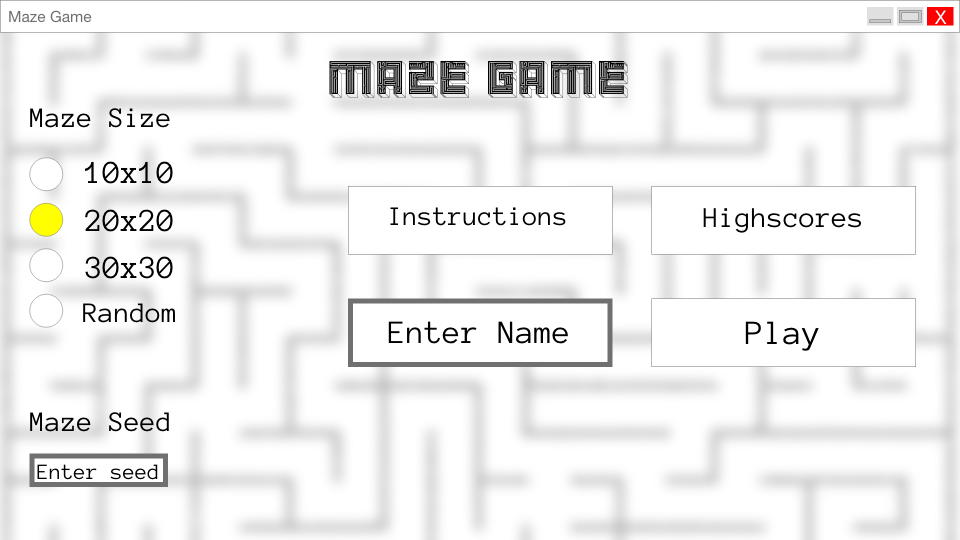 Maze Game
X
MAZE GAME
Maze Size
10x10
20x20
30x30
Random
Instructions
Highscores
Enter Name
Play
Maze Seed
Enter seed